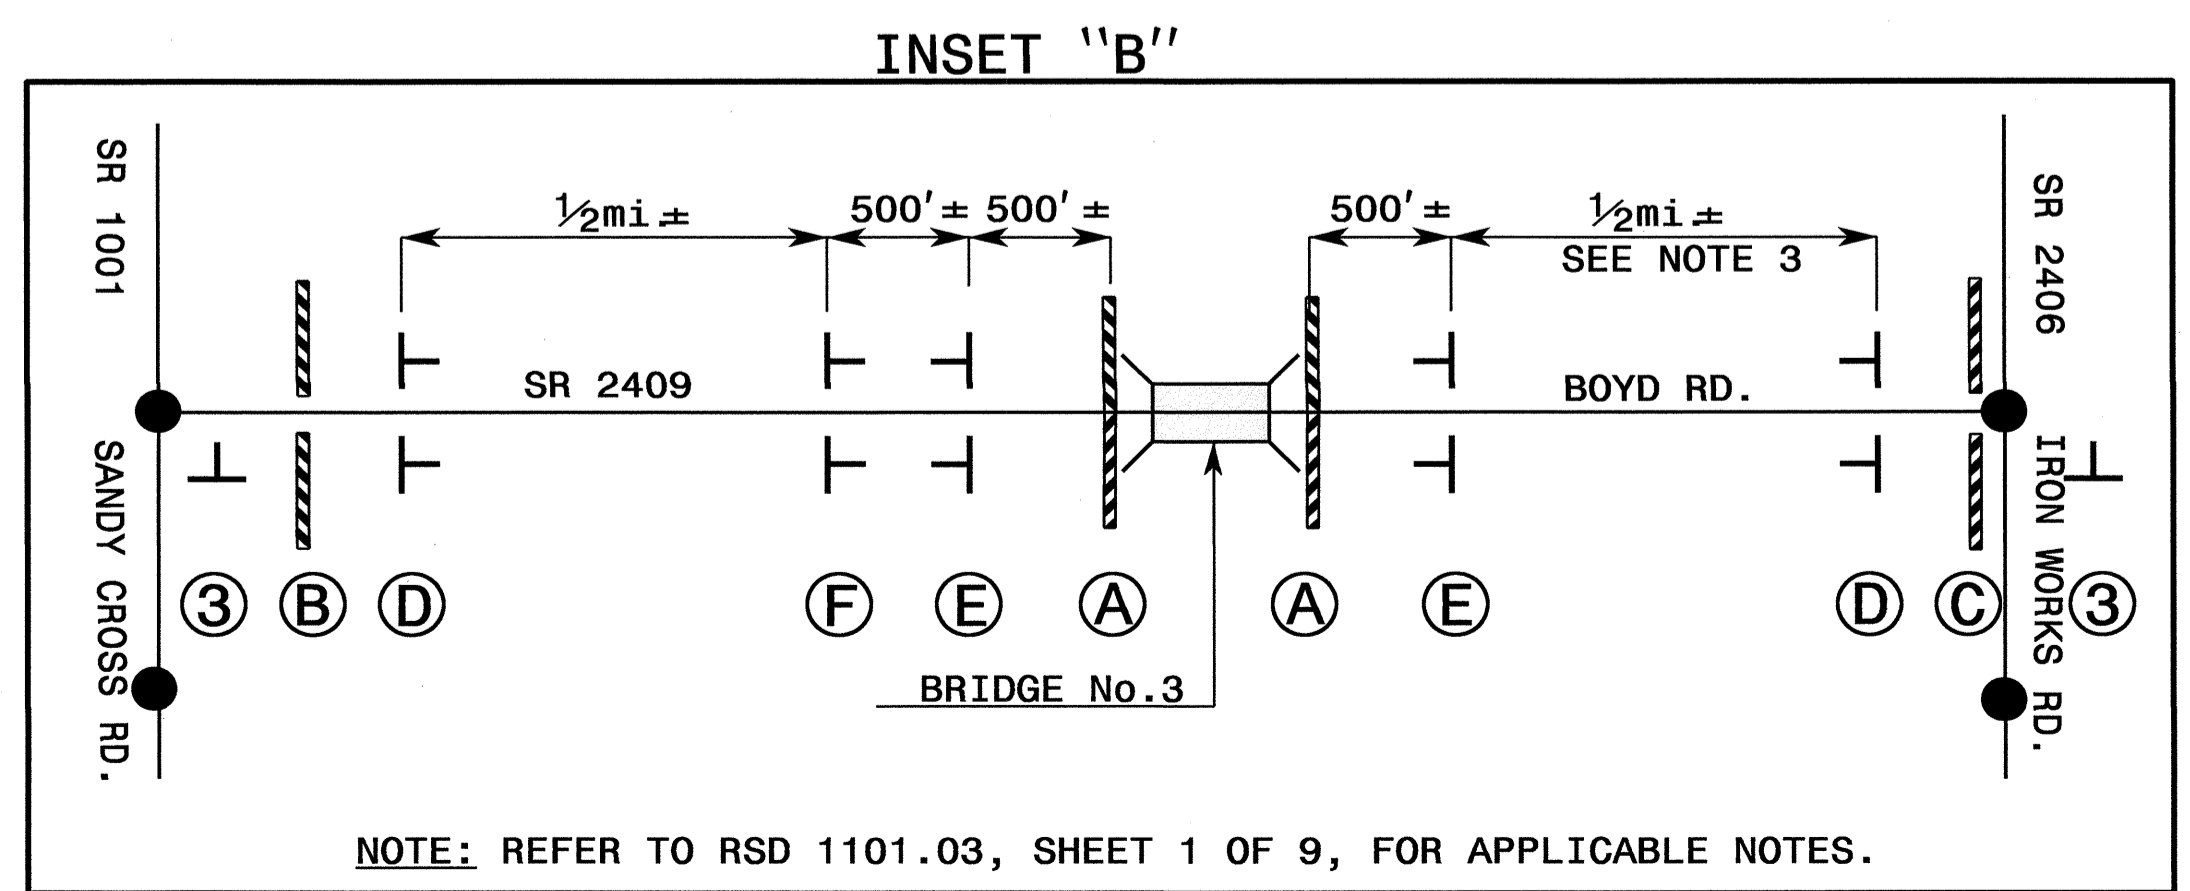 INSET "B"
SR 1001
SANDY CROSS RD.
½mi.±
500'± 500'±
500'±
½mi.±
SEE NOTE 3
SR 2406
IRON WORKS RD.
SR 2409
BOYD RD.
3 B D F E A A E D C 3
BRIDGE No.3
NOTE: REFER TO RSD 1101.03, SHEET 1 OF 9, FOR APPLICABLE NOTES.